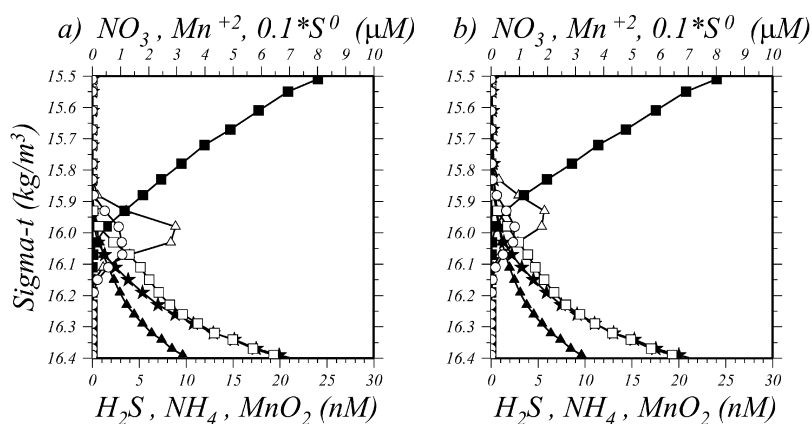 a) NO3 , Mn+2, 0.1*S0 (μM)
0 1 2 3 4 5 6 7 8 9 10
15.5
15.6
15.7
15.8
15.9
16.0
16.1
16.2
16.3
16.4
Sigma-t (kg/m3)
0 5 10 15 20 25 30
H2S , NH4 , MnO2 (nM)
b) NO3 , Mn+2, 0.1*S0 (μM)
0 1 2 3 4 5 6 7 8 9 10
15.5
15.6
15.7
15.8
15.9
16.0
16.1
16.2
16.3
16.4
0 5 10 15 20 25 30
H2S , NH4 , MnO2 (nM)